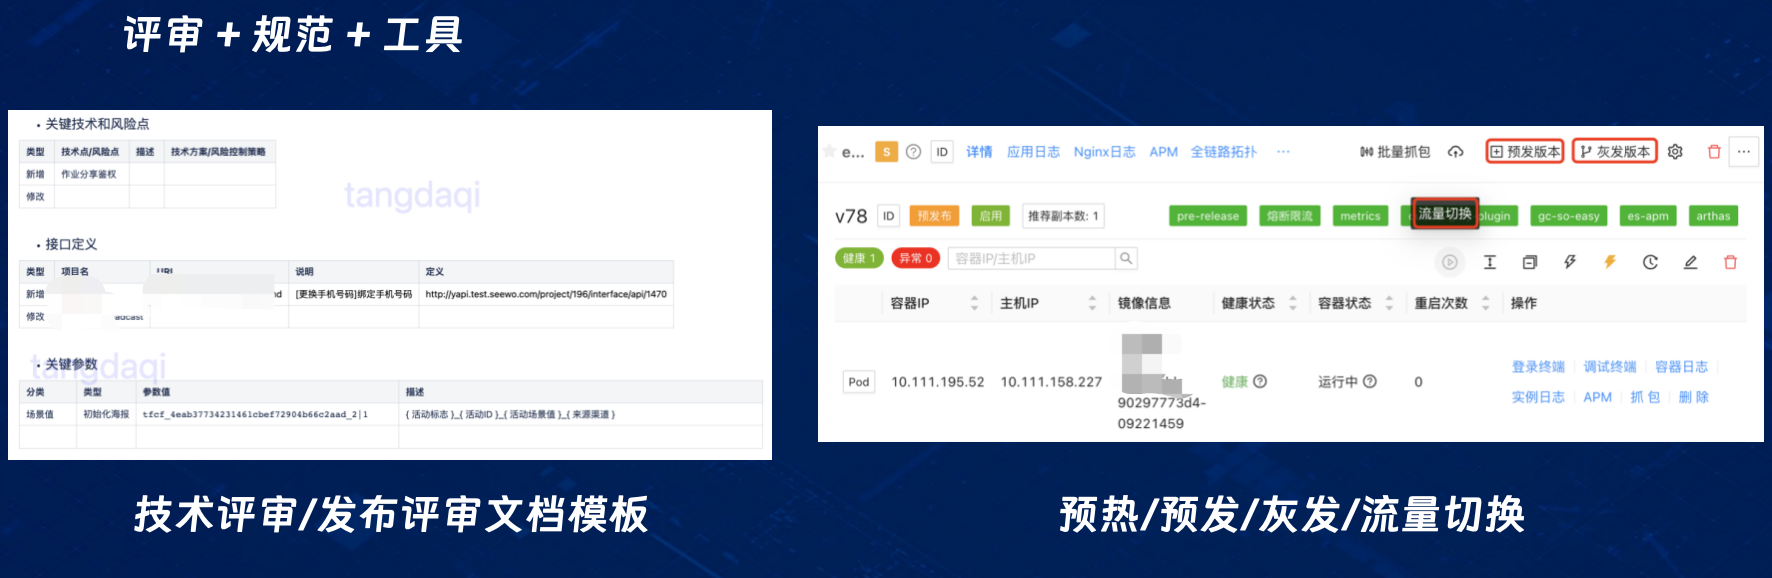 评审 + 规范 + 工具
• 关键技术和风险点
类型 技术点/风险点 描述 技术方案/风险控制策略
新增 作业分享鉴权
修改
tangdaqi
• 接口定义
类型 项目名 URL 说明 定义
新增 [更换手机号码]绑定手机号码 http://yapi.test.seewo.com/project/196/interface/api/1470
修改 adcast
tangdaqi
• 关键参数
分类 类型 参数值 描述
场景值 初始化海报 tfcf_4eab37734231461cbef72904b66c2aad_2|1 { 活动标志 }_{ 活动ID }_{ 活动场景值 }_{ 来源渠道 }
技术评审/发布评审文档模板
e... S ID 详情 应用日志 Nginx日志 APM 全链路拓扑 ··· 批量抓包 预发版本 灰发版本 ···
v78 ID 预发布 启用 推荐副本数: 1 pre-release 熔断限流 metrics 流量切换 plugin gc-so-easy es-apm arthas
健康 1 异常 0 容器IP/主机IP
容器IP 主机IP 镜像信息 健康状态 容器状态 重启次数 操作
Pod 10.111.195.52 10.111.158.227 90297773d4-09221459 健康 运行中 0
登录终端 调试终端 容器日志
实例日志 APM 抓包 删除
预热/预发/灰发/流量切换